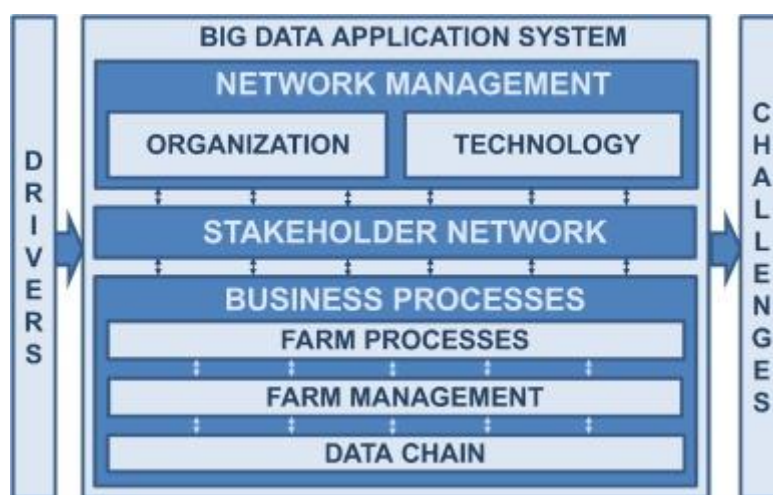 DRIVERS
BIG DATA APPLICATION SYSTEM
NETWORK MANAGEMENT
ORGANIZATION
TECHNOLOGY
STAKEHOLDER NETWORK
BUSINESS PROCESSES
FARM PROCESSES
FARM MANAGEMENT
DATA CHAIN
CHALLENGES